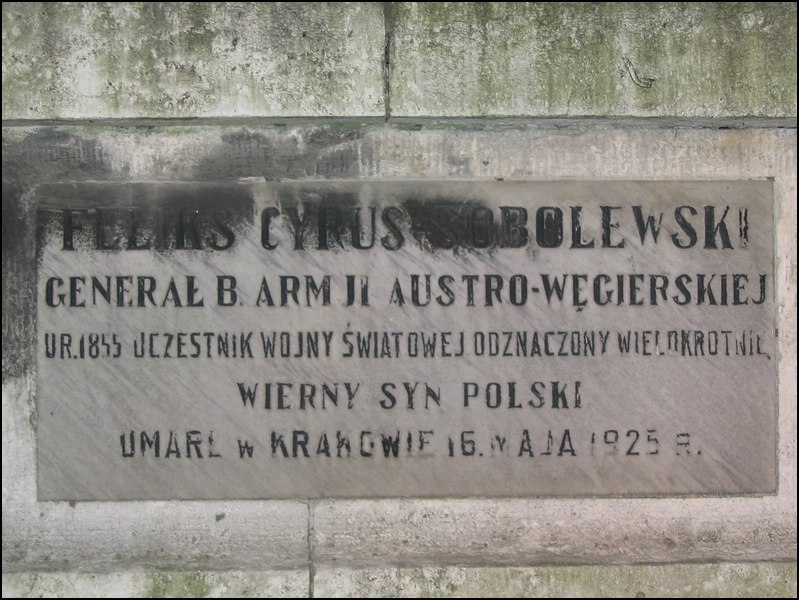 FELIKS CYRUS SOBOLEWSKI
GENERAŁ B. ARMJI AUSTRO-WĘGIERSKIEJ
UR. 1855 UCZESTNIK WOJNY ŚWIATOWEJ ODZNACZONY WIELOKROTNIE,
WIERNY SYN POLSKI
UMARŁ W KRAKOWIE 16. MAJA 1925 R.